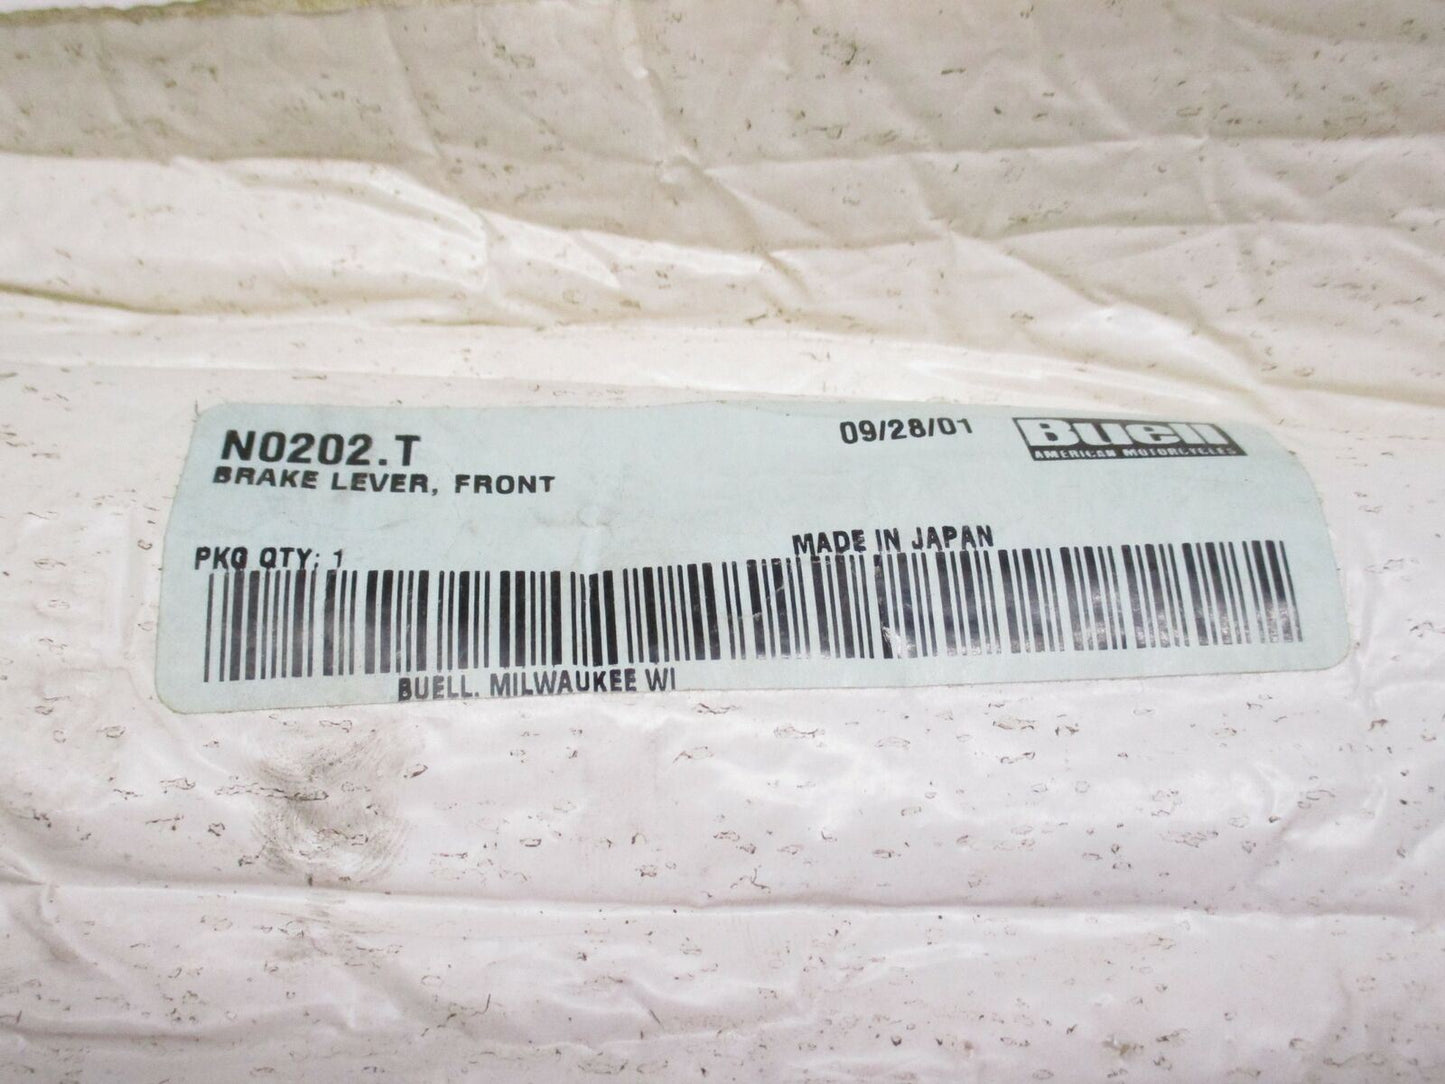 N0202.T
BRAKE LEVER, FRONT
09/28/01
Buell
AMERICAN MOTORCYCLES
PKG QTY: 1
MADE IN JAPAN
BUELL. MILWAUKEE WI